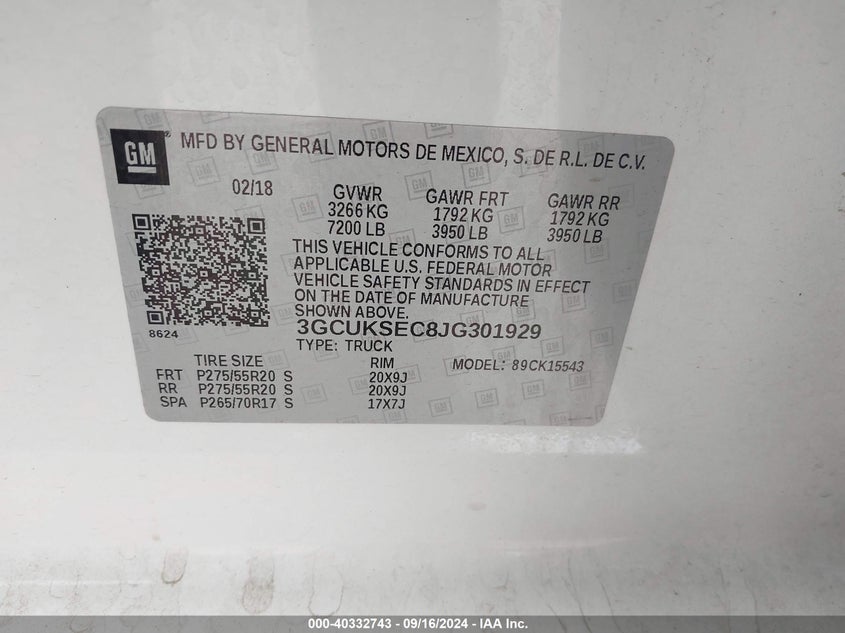 GM
MFD BY GENERAL MOTORS DE MEXICO, S. DE R.L. DE C.V.
02/18 GVWR GAWR FRT GAWR RR
3266 KG 1792 KG 1792 KG
7200 LB 3950 LB 3950 LB
THIS VEHICLE CONFORMS TO ALL
APPLICABLE U.S. FEDERAL MOTOR
VEHICLE SAFETY STANDARDS IN EFFECT
ON THE DATE OF MANUFACTURE
SHOWN ABOVE.
8624
3GCUKSEC8JG301929
TYPE: TRUCK
TIRE SIZE RIM MODEL: 89CK15543
FRT P275/55R20 S 20X9J
RR P275/55R20 S 20X9J
SPA P265/70R17 S 17X7J
000-40332743 - 09/16/2024 - IAA Inc.